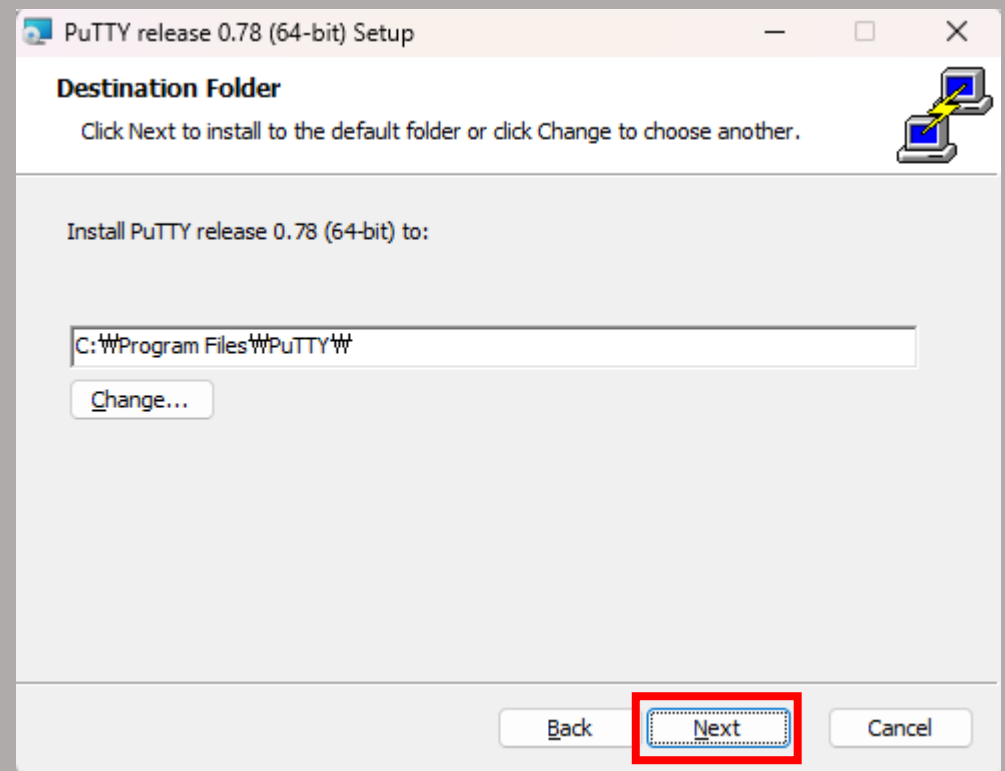 PuTTY release 0.78 (64-bit) Setup
Destination Folder
Click Next to install to the default folder or click Change to choose another.
Install PuTTY release 0.78 (64-bit) to:
C:₩Program Files₩PuTTY₩
Change...
Back
Next
Cancel